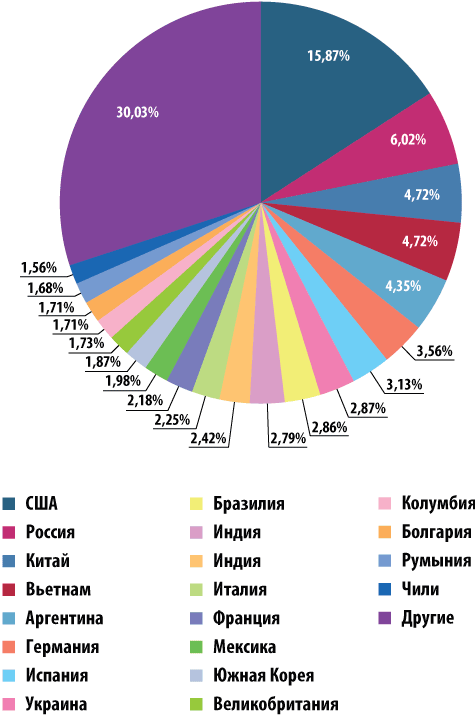 15,87%
30,03%
6,02%
4,72%
4,72%
4,35%
3,56%
3,13%
2,87%
2,86%
2,79%
2,42%
2,25%
2,18%
1,98%
1,87%
1,73%
1,71%
1,71%
1,68%
1,56%
США
Россия
Китай
Вьетнам
Аргентина
Германия
Испания
Украина
Бразилия
Индия
Индия
Италия
Франция
Мексика
Южная Корея
Великобритания
Колумбия
Болгария
Румыния
Чили
Другие